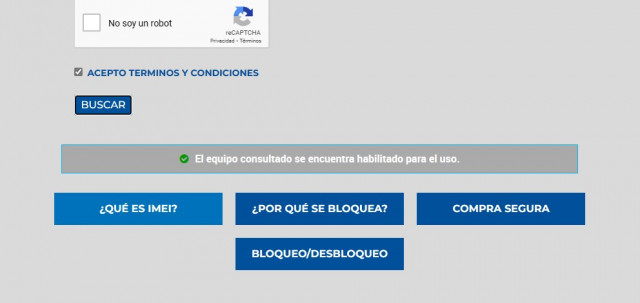 No soy un robot
reCAPTCHA
Privacidad - Términos
ACEPTO TERMINOS Y CONDICIONES
BUSCAR
El equipo consultado se encuentra habilitado para el uso.
¿QUÉ ES IMEI?
¿POR QUÉ SE BLOQUEA?
COMPRA SEGURA
BLOQUEO/DESBLOQUEO